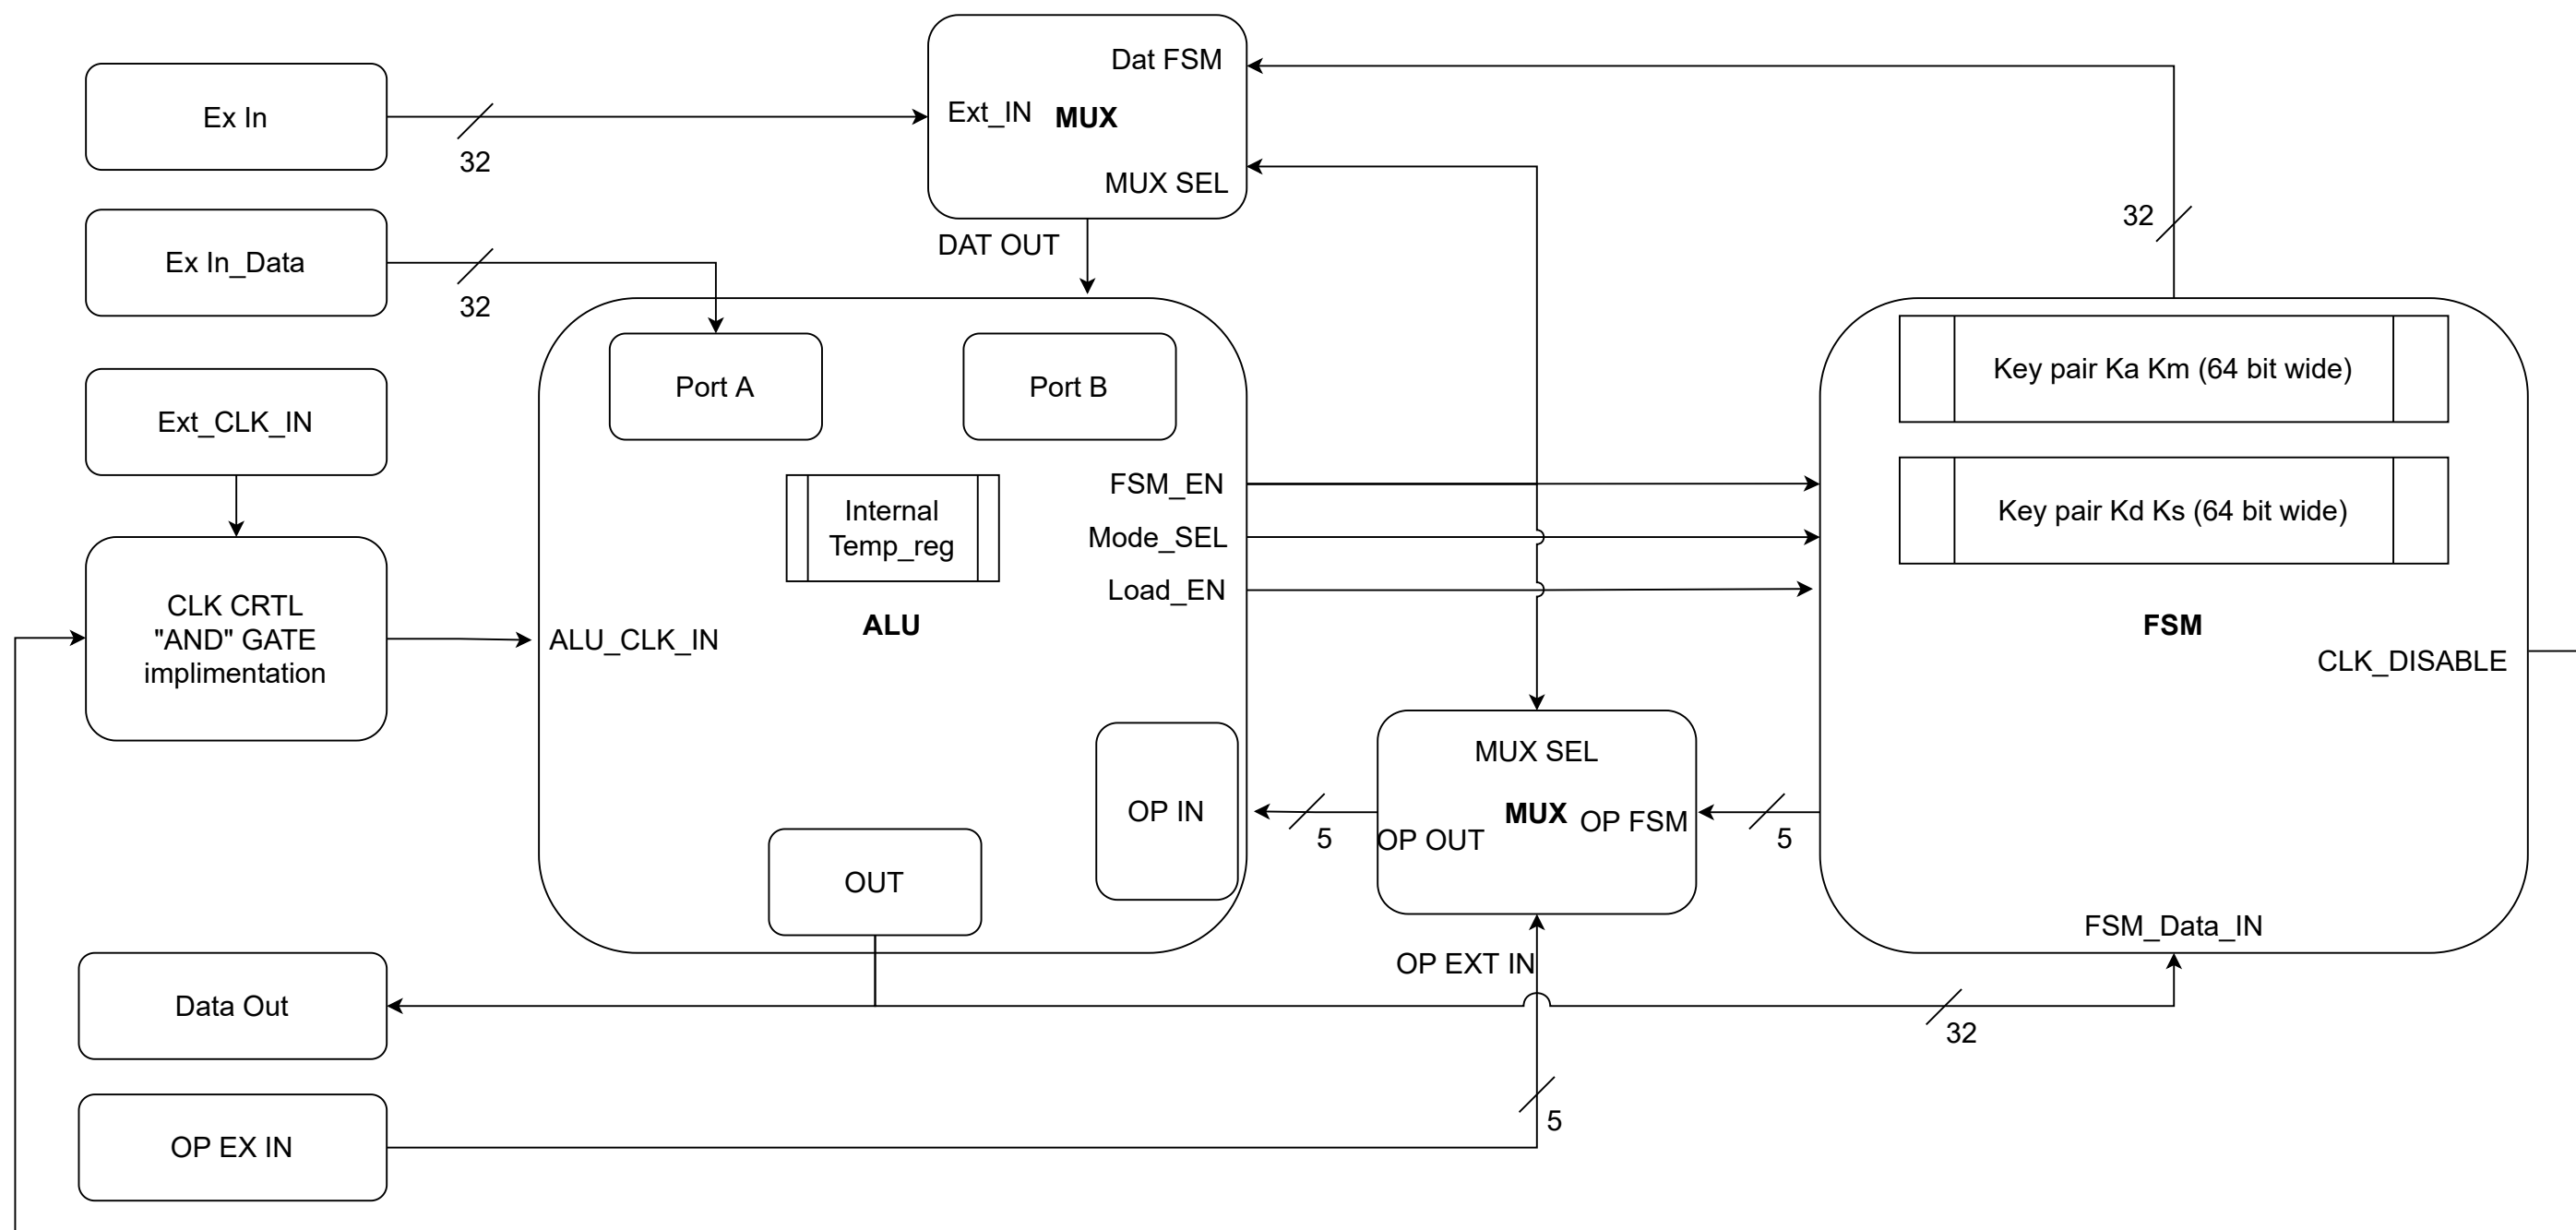 Dat FSM
Ex In
Ext_IN
MUX
32
MUX SEL
32
DAT OUT
Ex In_Data
32
Key pair Ka Km (64 bit wide)
Port A
Port B
Ext_CLK_IN
FSM_EN
Internal
Temp_reg
Key pair Kd Ks (64 bit wide)
Mode_SEL
Load_EN
CLK CRTL
"AND" GATE
implimentation
ALU
FSM
ALU_CLK_IN
CLK_DISABLE
MUX SEL
OP IN
MUX
OP FSM
5
OP OUT
5
OUT
FSM_Data_IN
OP EXT IN
Data Out
32
5
OP EX IN